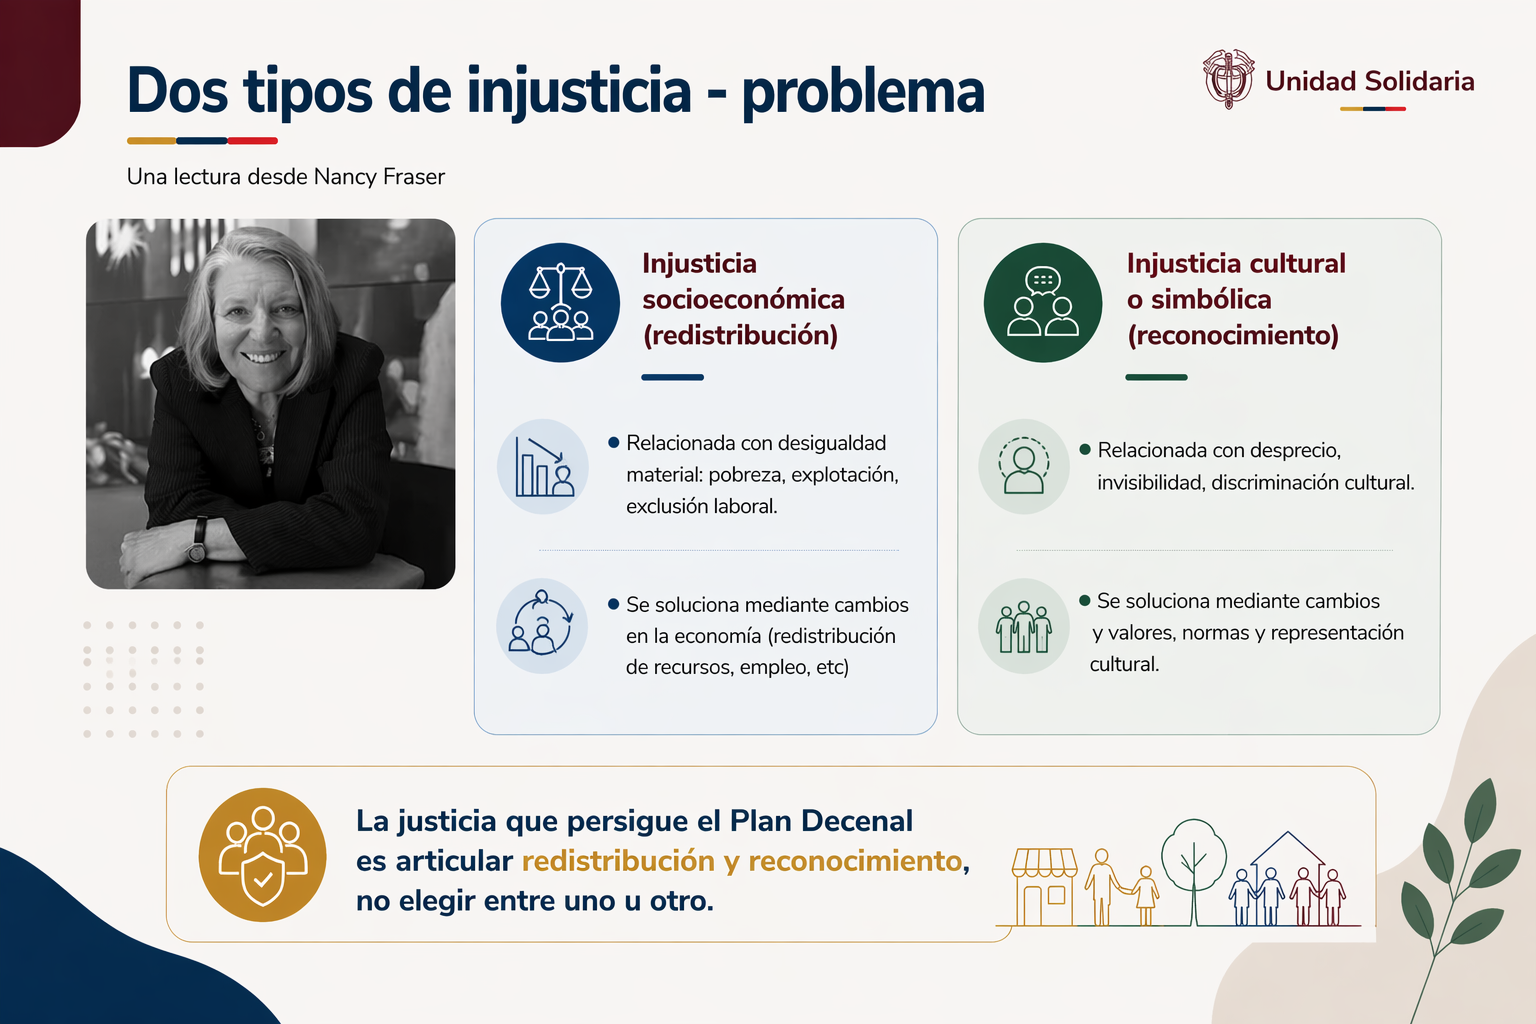 Dos tipos de injusticia - problema
Unidad Solidaria
Una lectura desde Nancy Fraser
Injusticia
socioeconómica
(redistribución)
● Relacionada con desigualdad
material: pobreza, explotación,
exclusión laboral.
● Se soluciona mediante cambios
en la economía (redistribución
de recursos, empleo, etc)
Injusticia cultural
o simbólica
(reconocimiento)
● Relacionada con desprecio,
invisibilidad, discriminación cultural.
● Se soluciona mediante cambios
y valores, normas y representación
cultural.
La justicia que persigue el Plan Decenal
es articular redistribución y reconocimiento,
no elegir entre uno u otro.